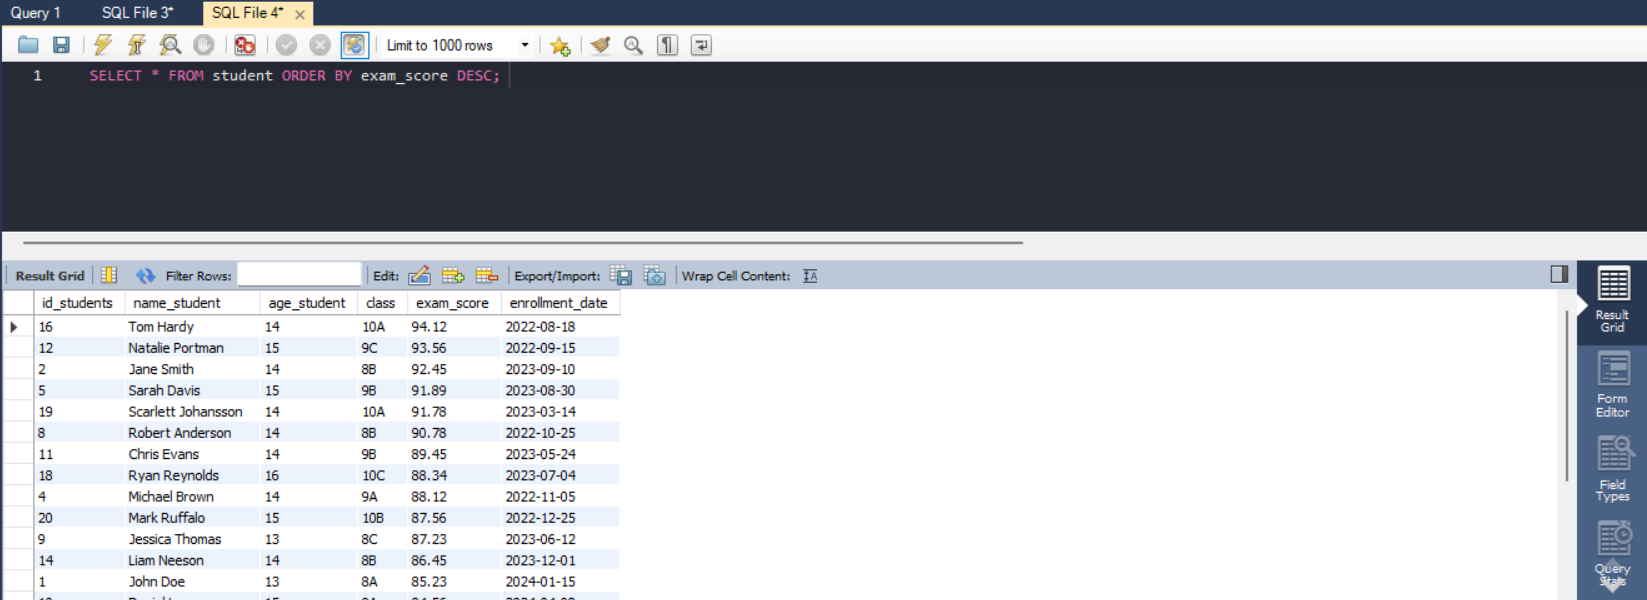 Query 1 SQL File 3* SQL File 4* ×
Limit to 1000 rows
1 SELECT * FROM student ORDER BY exam_score DESC;
Result Grid Filter Rows: Edit: Export/Import: Wrap Cell Content:
id_students name_student age_student class exam_score enrollment_date
16 Tom Hardy 14 10A 94.12 2022-08-18
12 Natalie Portman 15 9C 93.56 2022-09-15
2 Jane Smith 14 8B 92.45 2023-09-10
5 Sarah Davis 15 9B 91.89 2023-08-30
19 Scarlett Johansson 14 10A 91.78 2023-03-14
8 Robert Anderson 14 8B 90.78 2022-10-25
11 Chris Evans 14 9B 89.45 2023-05-24
18 Ryan Reynolds 16 10C 88.34 2023-07-04
4 Michael Brown 14 9A 88.12 2022-11-05
20 Mark Ruffalo 15 10B 87.56 2022-12-25
9 Jessica Thomas 13 8C 87.23 2023-06-12
14 Liam Neeson 14 8B 86.45 2023-12-01
1 John Doe 13 8A 85.23 2024-01-15
Result
Grid
Form
Editor
Field
Types
Query
Stats